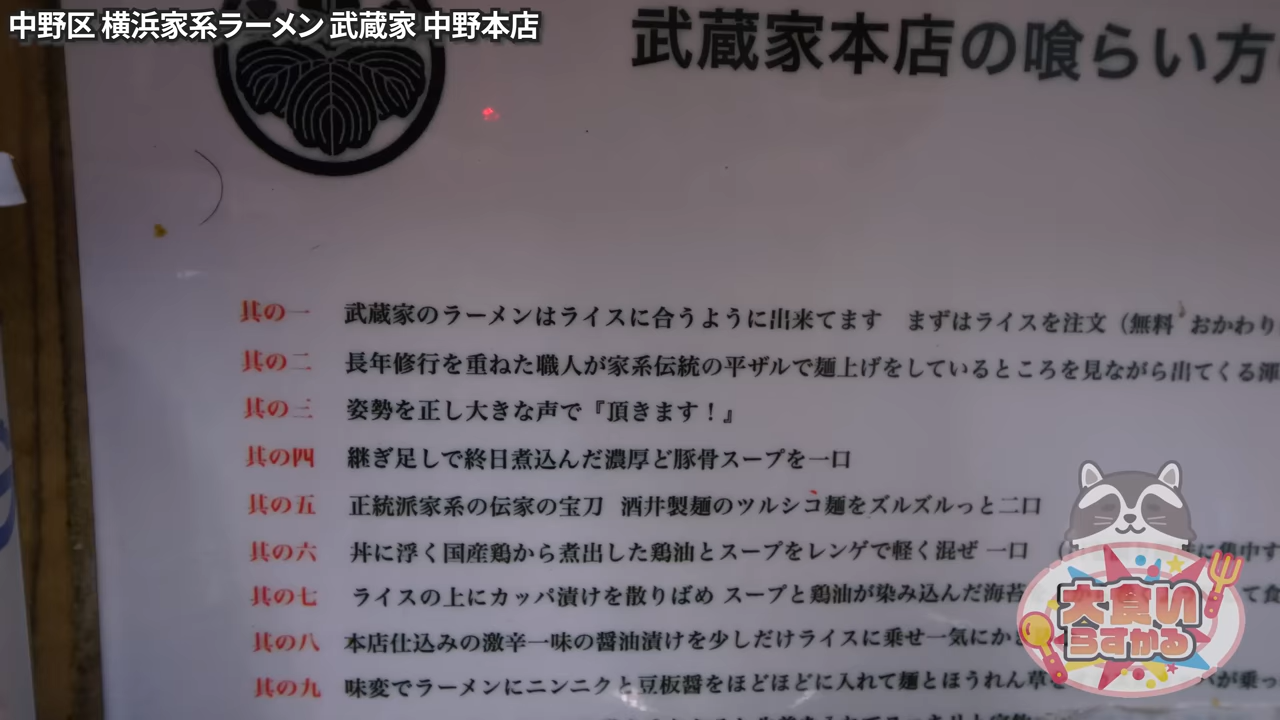 中野区 横浜家系ラーメン 武蔵家 中野本店
武蔵家本店の喰らい方
其の一 武蔵家のラーメンはライスに合うように出来てます まずはライスを注文（無料 おかわり
其の二 長年修行を重ねた職人が家系伝統の平ザルで麺上げをしているところを見ながら出てくる
其の三 姿勢を正し大きな声で『頂きます！』
其の四 継ぎ足しで終日煮込んだ濃厚ど豚骨スープを一口
其の五 正統派家系の伝家の宝刀 酒井製麺のツルシコ麺をズルズルっと二口
其の六 丼に浮く国産鶏から煮出した鶏油とスープをレンゲで軽く混ぜ 一口 に集中す
其の七 ライスの上にカッパ漬けを散りばめ スープと鶏油が染み込んだ海苔 て食
其の八 本店仕込みの激辛一味の醤油漬けを少しだけライスに乗せ一気にか
其の九 味変でラーメンにニンニクと豆板醤をほどほどに入れて麺とほうれん草を が乗っ
大食い
らすかる